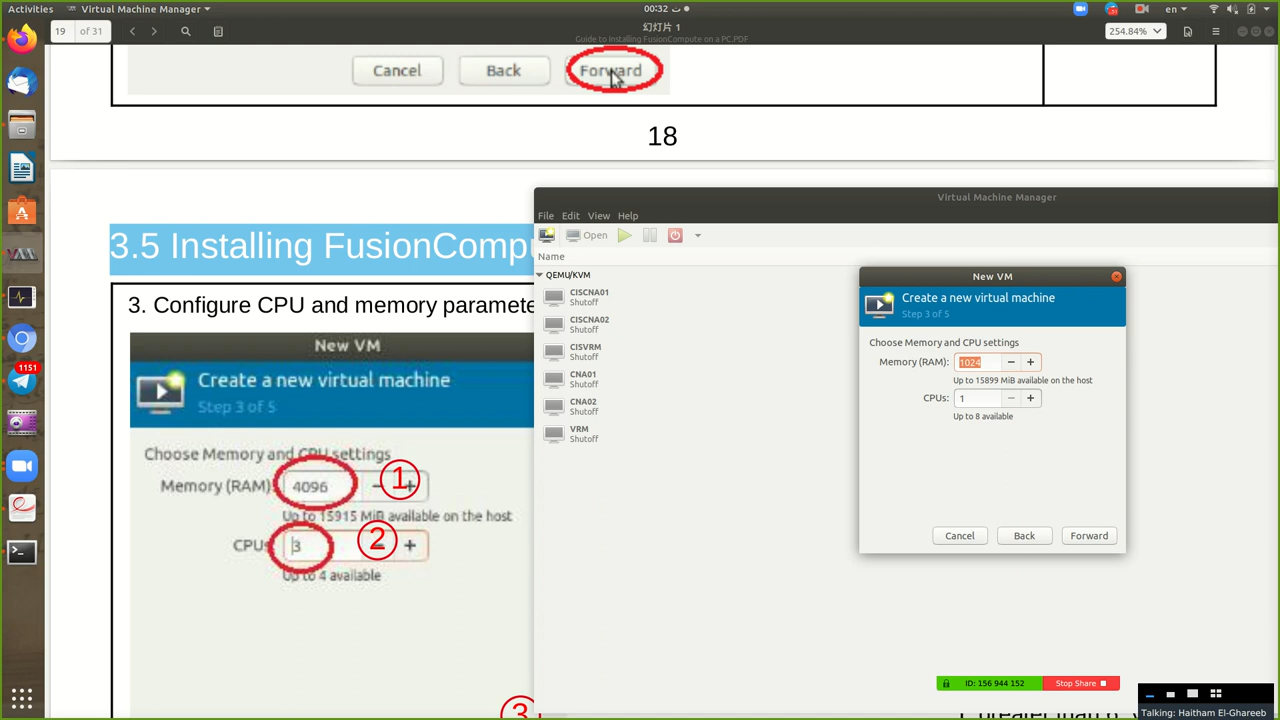 Activities Virtual Machine Manager 00:32 ث en
19 of 31 幻灯片 1 254.84%
Guide to Installing FusionCompute on a PC.PDF
Cancel Back Forward
18
3.5 Installing FusionCompu
3. Configure CPU and memory paramete
New VM
Create a new virtual machine
Step 3 of 5
Choose Memory and CPU settings
Memory (RAM) 4096 - + ①
Up to 15915 MiB available on the host
CPUs 3 + ②
Up to 4 available
③
1151
Virtual Machine Manager
File Edit View Help
Open
Name
QEMU/KVM
CISCNA01
Shutoff
CISCNA02
Shutoff
CISVRM
Shutoff
CNA01
Shutoff
CNA02
Shutoff
VRM
Shutoff
New VM
Create a new virtual machine
Step 3 of 5
Choose Memory and CPU settings
Memory (RAM): 1024 - +
Up to 15899 MiB available on the host
CPUs: 1 - +
Up to 8 available
Cancel Back Forward
ID: 156 944 152 Stop Share
Talking: Haitham El-Ghareeb